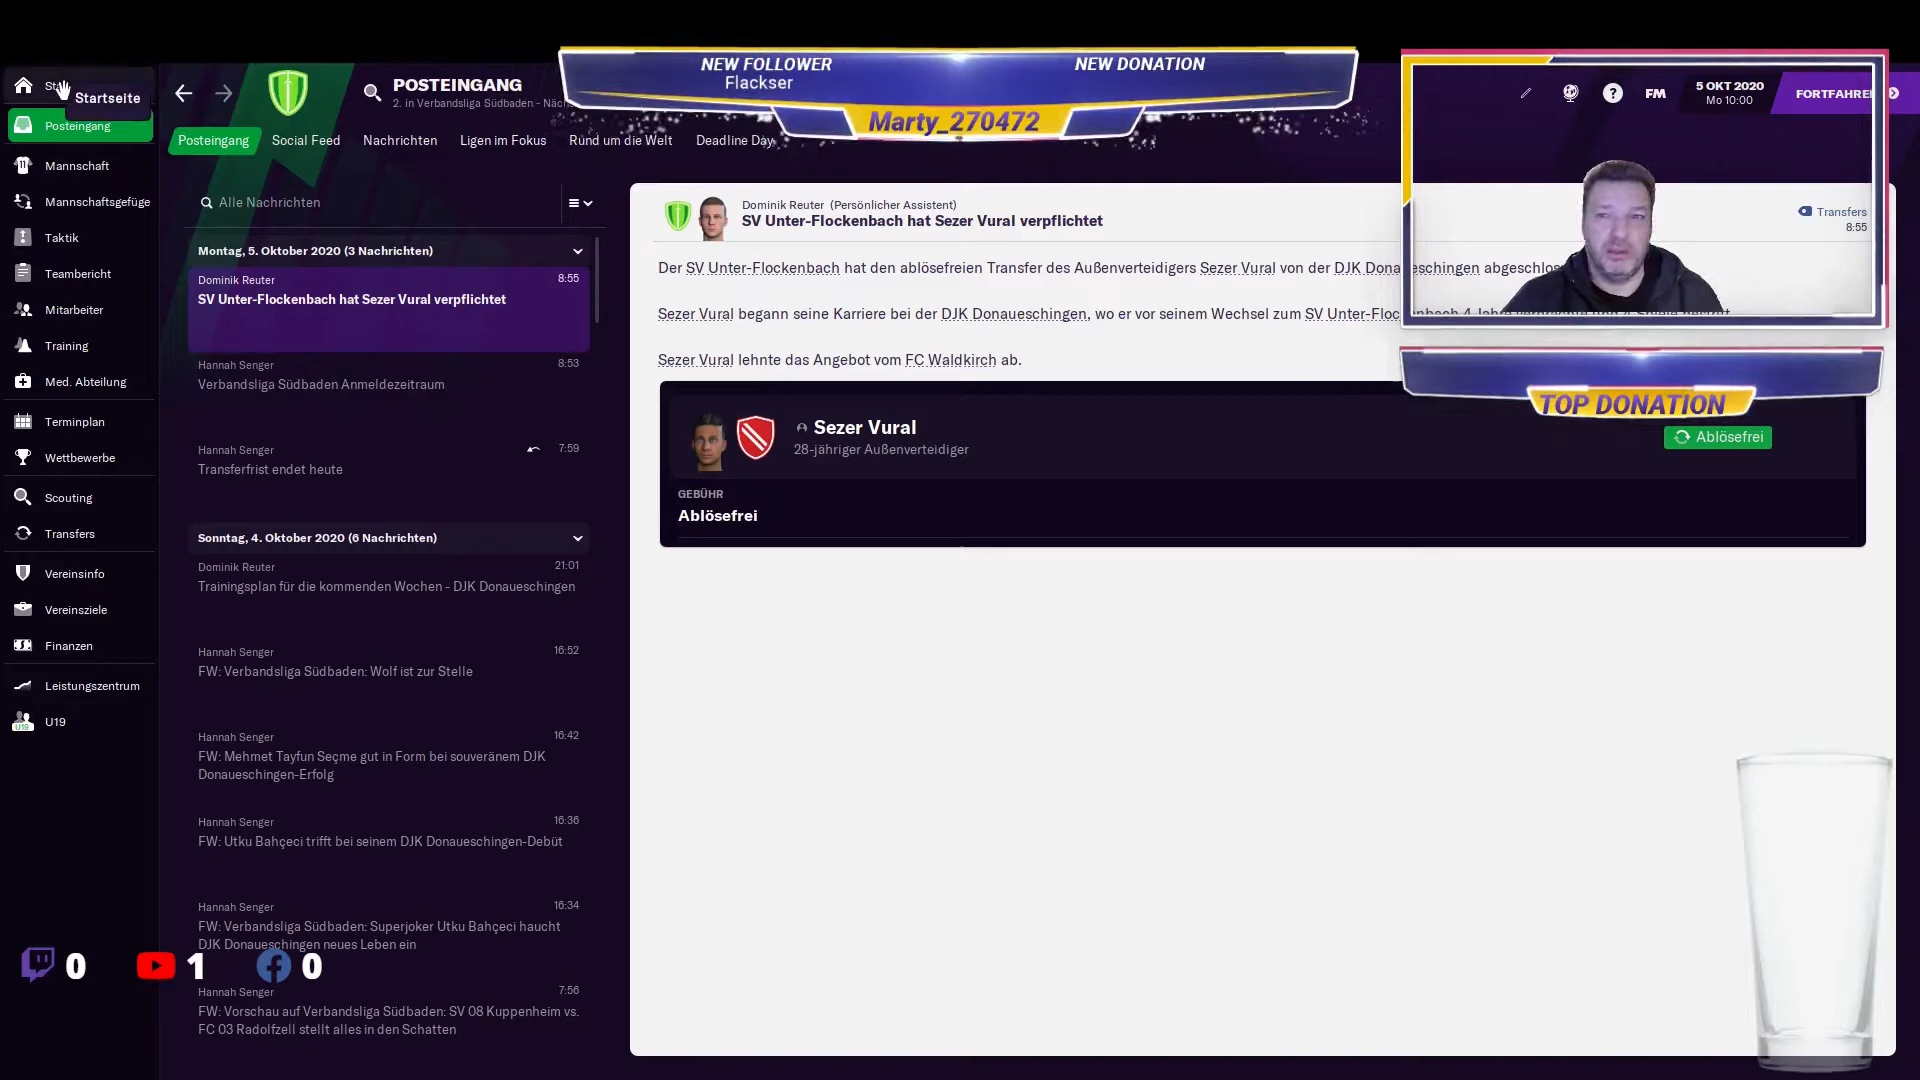 NEW FOLLOWER
Flackser
NEW DONATION
Marty_270472
Startseite
Posteingang
Mannschaft
Mannschaftsgefüge
Taktik
Teambericht
Mitarbeiter
Training
Med. Abteilung
Terminplan
Wettbewerbe
Scouting
Transfers
Vereinsinfo
Vereinsziele
Finanzen
Leistungszentrum
U19
U19
POSTEINGANG
2. in Verbandsliga Südbaden - Näch
?
FM
5 OKT 2020
Mo 10:00
FORTFAHRE
Posteingang
Social Feed
Nachrichten
Ligen im Fokus
Rund um die Welt
Deadline Day
Alle Nachrichten
Montag, 5. Oktober 2020 (3 Nachrichten)
Dominik Reuter 8:55
SV Unter-Flockenbach hat Sezer Vural verpflichtet
Hannah Senger 8:53
Verbandsliga Südbaden Anmeldezeitraum
Hannah Senger 7:59
Transferfrist endet heute
Sonntag, 4. Oktober 2020 (6 Nachrichten)
Dominik Reuter 21:01
Trainingsplan für die kommenden Wochen - DJK Donaueschingen
Hannah Senger 16:52
FW: Verbandsliga Südbaden: Wolf ist zur Stelle
Hannah Senger 16:42
FW: Mehmet Tayfun Seçme gut in Form bei souveränem DJK
Donaueschingen-Erfolg
Hannah Senger 16:36
FW: Utku Bahçeci trifft bei seinem DJK Donaueschingen-Debüt
Hannah Senger 16:34
FW: Verbandsliga Südbaden: Superjoker Utku Bahçeci haucht
DJK Donaueschingen neues Leben ein
Hannah Senger 7:56
FW: Vorschau auf Verbandsliga Südbaden: SV 08 Kuppenheim vs.
FC 03 Radolfzell stellt alles in den Schatten
Dominik Reuter (Persönlicher Assistent)
SV Unter-Flockenbach hat Sezer Vural verpflichtet
Transfers
8:55
Der SV Unter-Flockenbach hat den ablösefreien Transfer des Außenverteidigers Sezer Vural von der DJK Donaueschingen
Sezer Vural begann seine Karriere bei der DJK Donaueschingen, wo er vor seinem Wechsel zum SV Unter-Flockenbach 4 Jahre
Sezer Vural lehnte das Angebot vom FC Waldkirch ab.
Sezer Vural
28-jähriger Außenverteidiger
Ablösefrei
GEBÜHR
Ablösefrei
TOP DONATION
0
1
0